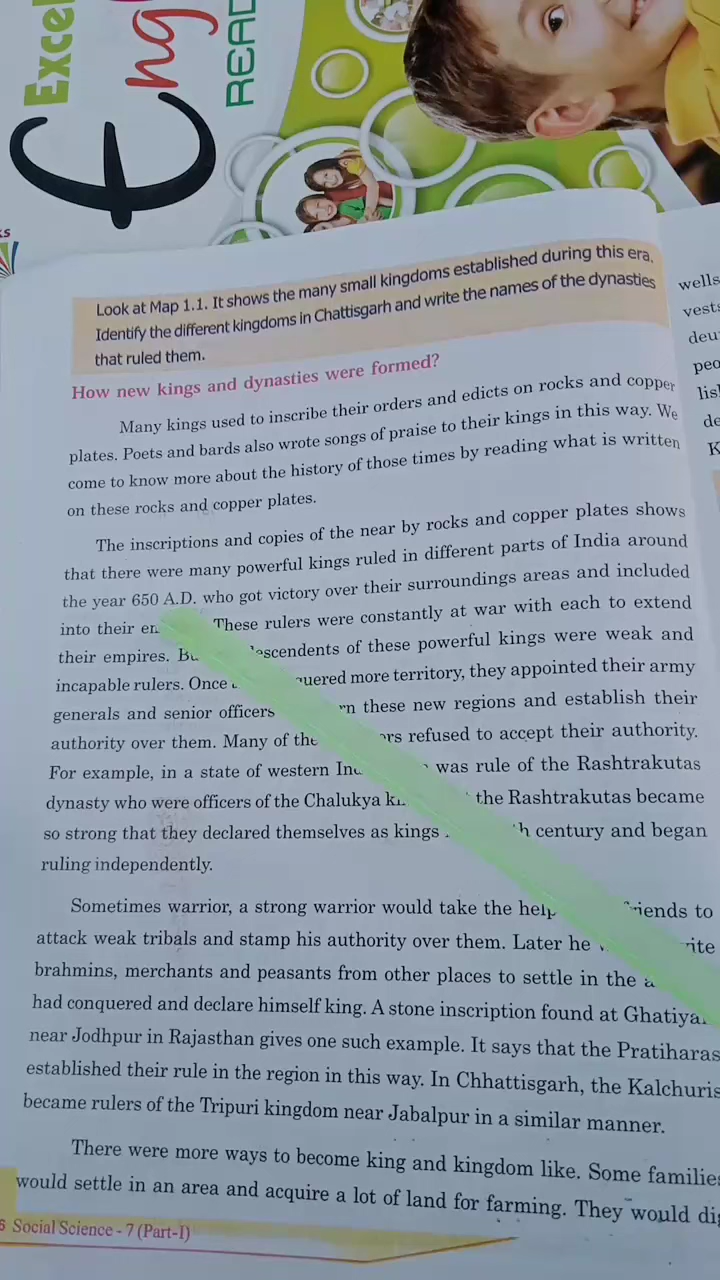 Excel
Eng
READ
KS
Look at Map 1.1. It shows the many small kingdoms established during this era.
Identify the different kingdoms in Chattisgarh and write the names of the dynasties
that ruled them.
How new kings and dynasties were formed?
Many kings used to inscribe their orders and edicts on rocks and copper
plates. Poets and bards also wrote songs of praise to their kings in this way. We
come to know more about the history of those times by reading what is written
on these rocks and copper plates.
The inscriptions and copies of the near by rocks and copper plates shows
that there were many powerful kings ruled in different parts of India around
the year 650 A.D. who got victory over their surroundings areas and included
into their These rulers were constantly at war with each to extend
their empires. descendents of these powerful kings were weak and
incapable rulers. Once more territory, they appointed their army
generals and senior officers these new regions and establish their
authority over them. Many of refused to accept their authority.
For example, in a state of western was rule of the Rashtrakutas
dynasty who were officers of the Chalukya the Rashtrakutas became
so strong that they declared themselves as kings century and began
ruling independently.
Sometimes warrior, a strong warrior would take the help friends to
attack weak tribals and stamp his authority over them. Later he
brahmins, merchants and peasants from other places to settle in the
had conquered and declare himself king. A stone inscription found at
near Jodhpur in Rajasthan gives one such example. It says that the Pratiharas
established their rule in the region in this way. In Chhattisgarh, the Kalchuris
became rulers of the Tripuri kingdom near Jabalpur in a similar manner.
There were more ways to become king and kingdom like. Some families
would settle in an area and acquire a lot of land for farming. They would
6 Social Science - 7 (Part-I)
wells
vest
deu
peo
lis
de
K